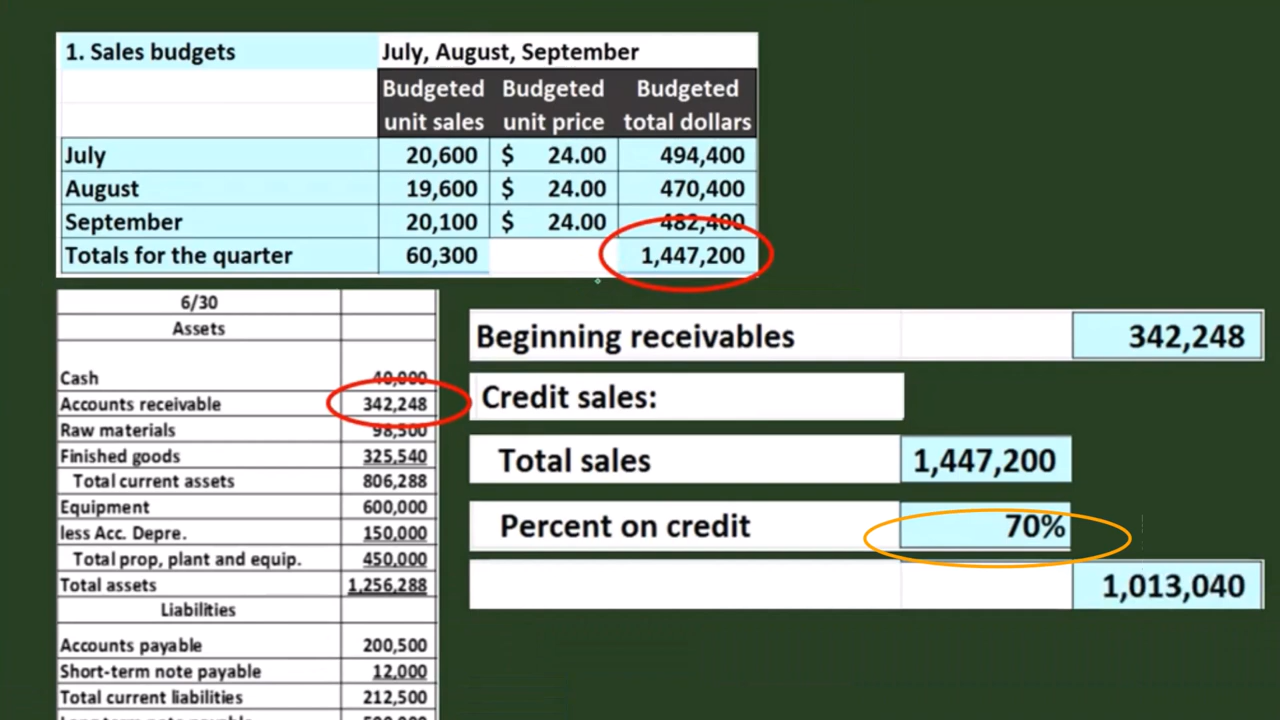 1. Sales budgets July, August, September
Budgeted Budgeted Budgeted
unit sales unit price total dollars
July 20,600 $ 24.00 494,400
August 19,600 $ 24.00 470,400
September 20,100 $ 24.00 482,400
Totals for the quarter 60,300 1,447,200
6/30
Assets
Cash 40,000
Accounts receivable 342,248
Raw materials 98,500
Finished goods 325,540
Total current assets 806,288
Equipment 600,000
less Acc. Depre. 150,000
Total prop, plant and equip. 450,000
Total assets 1,256,288
Liabilities
Accounts payable 200,500
Short-term note payable 12,000
Total current liabilities 212,500
Beginning receivables 342,248
Credit sales:
Total sales 1,447,200
Percent on credit 70%
1,013,040